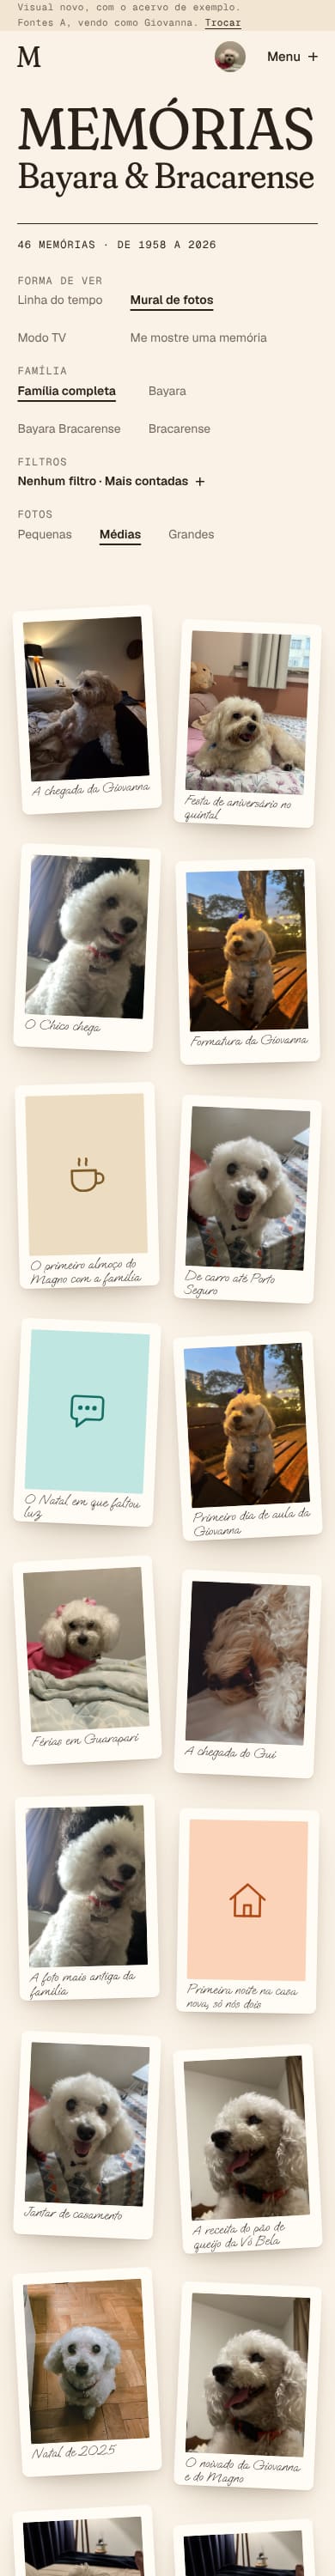 Visual novo, com o acervo de exemplo.
Fontes A, vendo como Giovanna. Trocar
M
Menu +
MEMÓRIAS
Bayara & Bracarense
46 MEMÓRIAS · DE 1958 A 2026
FORMA DE VER
Linha do tempo Mural de fotos
Modo TV Me mostre uma memória
FAMÍLIA
Família completa Bayara
Bayara Bracarense Bracarense
FILTROS
Nenhum filtro · Mais contadas +
FOTOS
Pequenas Médias Grandes
A chegada da Giovanna
Festa de aniversário no
quintal
O Chico chega
Formatura da Giovanna
O primeiro almoço do
Magno com a família
De carro até Porto
Seguro
O Natal em que faltou
luz
Primeiro dia de aula da
Giovanna
Férias em Guarapari
A chegada do Gui
A foto mais antiga da
família
Primeira noite na casa
nova, só nós dois
Jantar de casamento
A receita do pão de
queijo da Vó Bela
Natal de 2025
O noivado da Giovanna
e do Magno